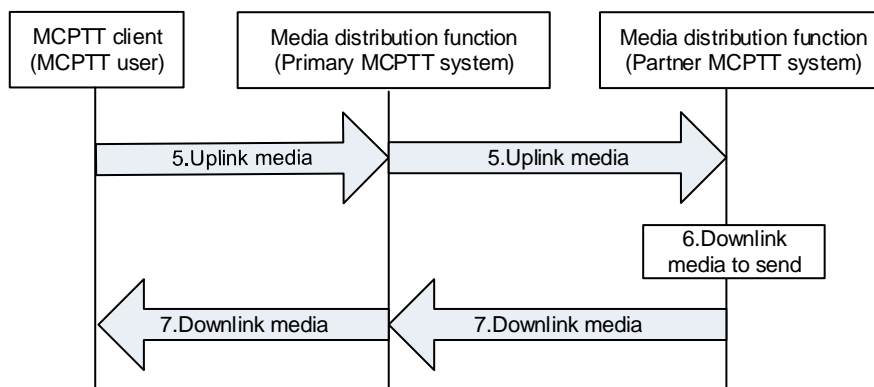 MCPTT client
(MCPTT user)
Media distribution function
(Primary MCPTT system)
Media distribution function
(Partner MCPTT system)
5.Uplink media
5.Uplink media
6.Downlink
media to send
7.Downlink media
7.Downlink media